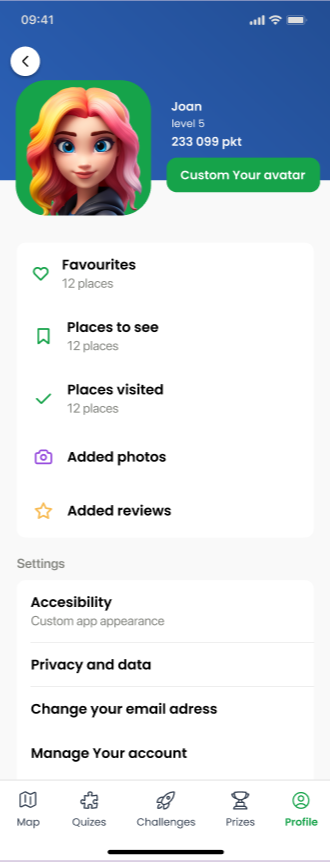 09:41
Joan
level 5
233 099 pkt
Custom Your avatar
Favourites
12 places
Places to see
12 places
Places visited
12 places
Added photos
Added reviews
Settings
Accesibility
Custom app appearance
Privacy and data
Change your email adress
Manage Your account
Map
Quizes
Challenges
Prizes
Profile